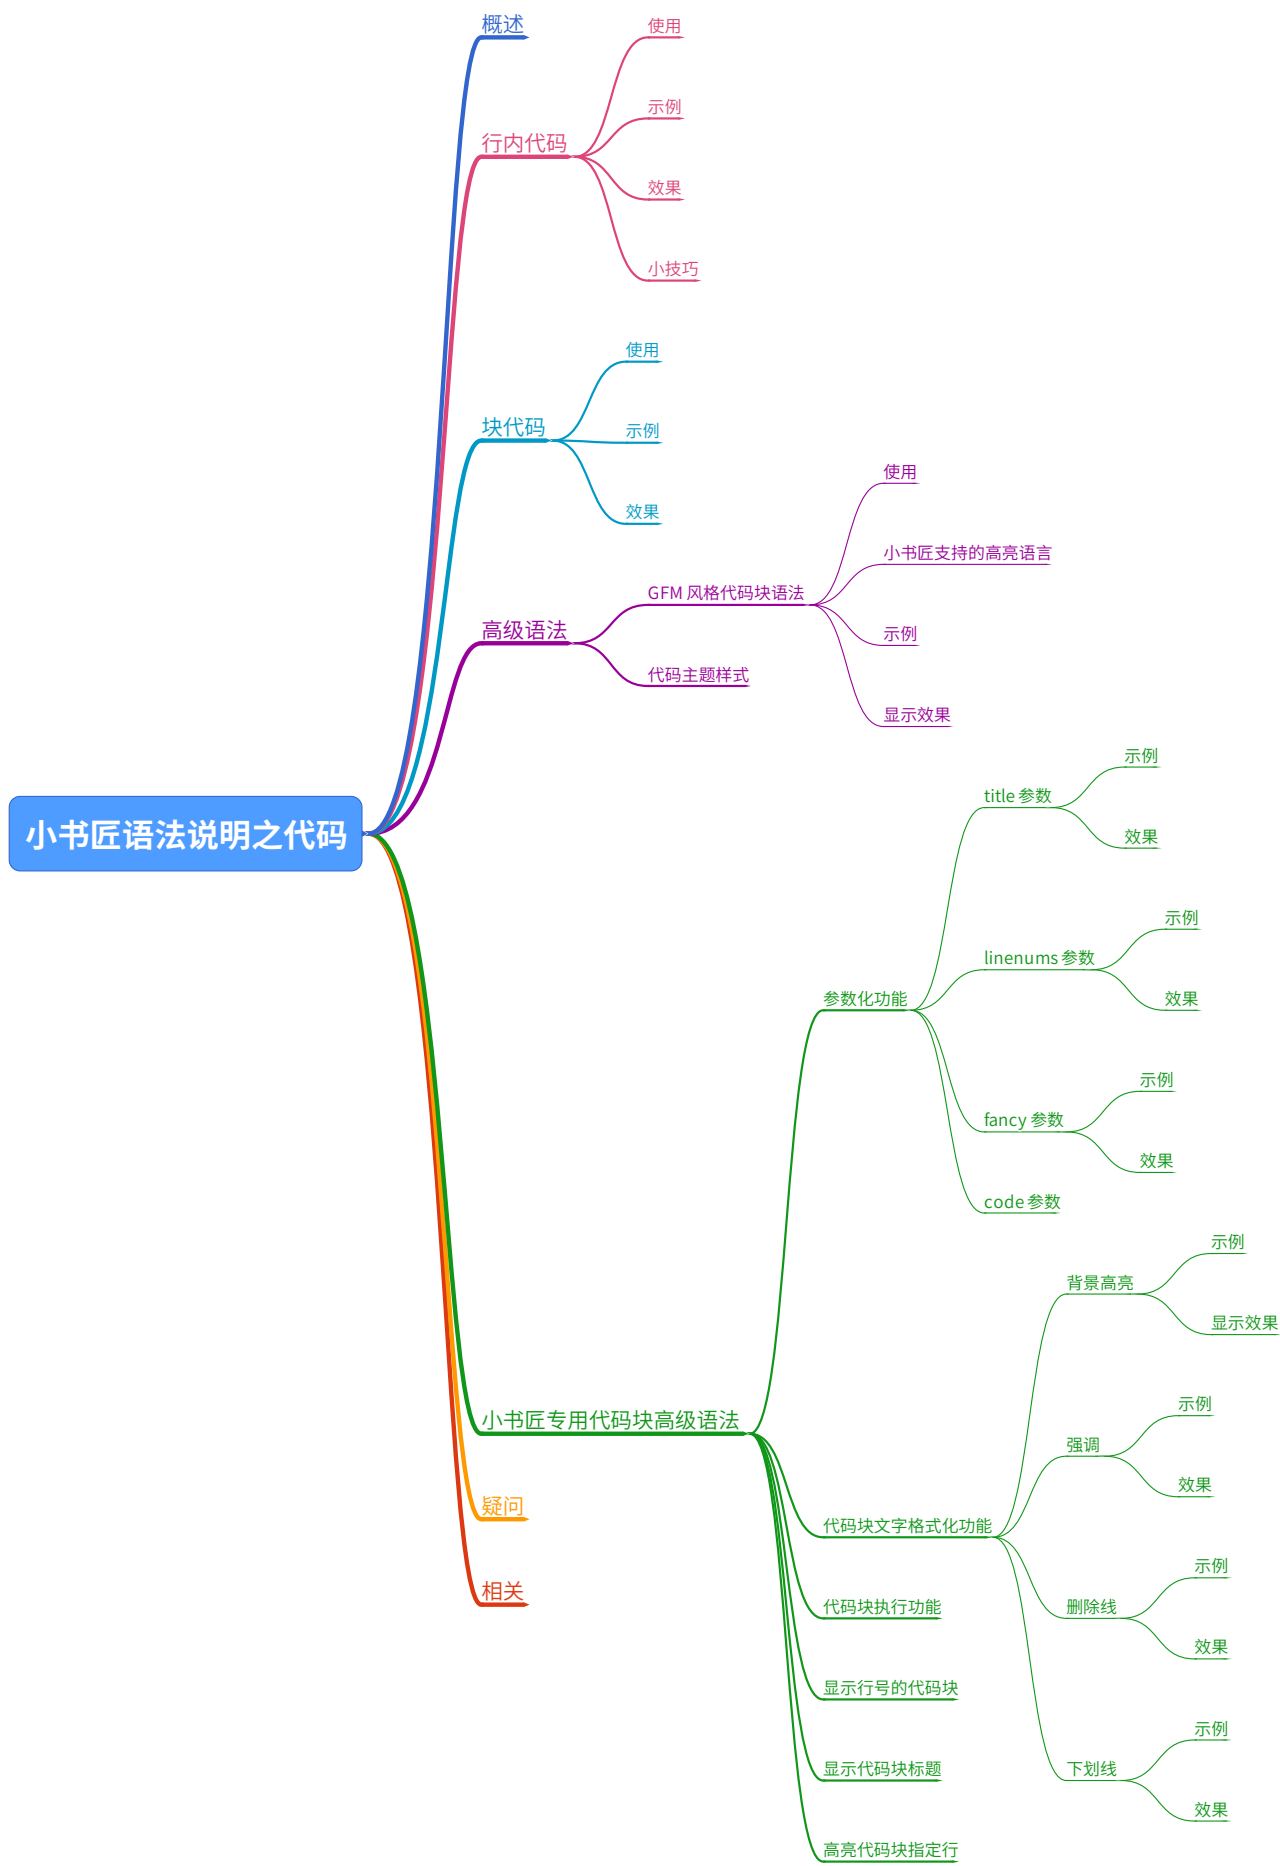 小书匠语法说明之代码
概述
行内代码
使用
示例
效果
小技巧
块代码
使用
示例
效果
高级语法
GFM 风格代码块语法
使用
小书匠支持的高亮语言
示例
显示效果
代码主题样式
小书匠专用代码块高级语法
参数化功能
title 参数
示例
效果
linenums 参数
示例
效果
fancy 参数
示例
效果
code 参数
代码块文字格式化功能
背景高亮
示例
显示效果
强调
示例
效果
删除线
示例
效果
下划线
示例
效果
代码块执行功能
显示行号的代码块
显示代码块标题
高亮代码块指定行
疑问
相关